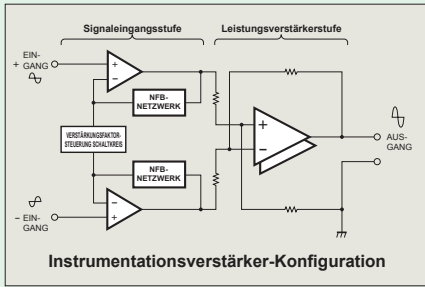 Signaleingangsstufe
Leistungsverstärkerstufe
+ EIN-
GANG
+
−
NFB-
NETZWERK
VERSTÄRKUNGSFAKTOR-
STEUERUNG SCHALTKREIS
NFB-
NETZWERK
−
+
− EIN-
GANG
+
−
AUS-
GANG
Instrumentationsverstärker-Konfiguration